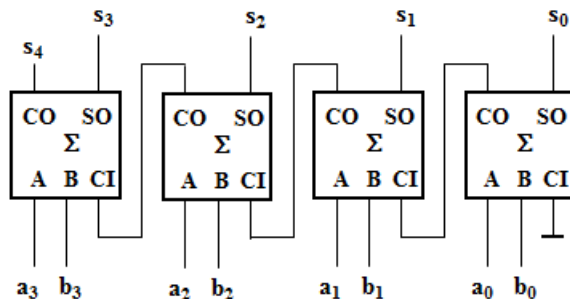 s₃ s₂ s₁ s₀
s₄
CO SO CO SO CO SO CO SO
Σ Σ Σ Σ
A B CI A B CI A B CI A B CI
a₃ b₃ a₂ b₂ a₁ b₁ a₀ b₀